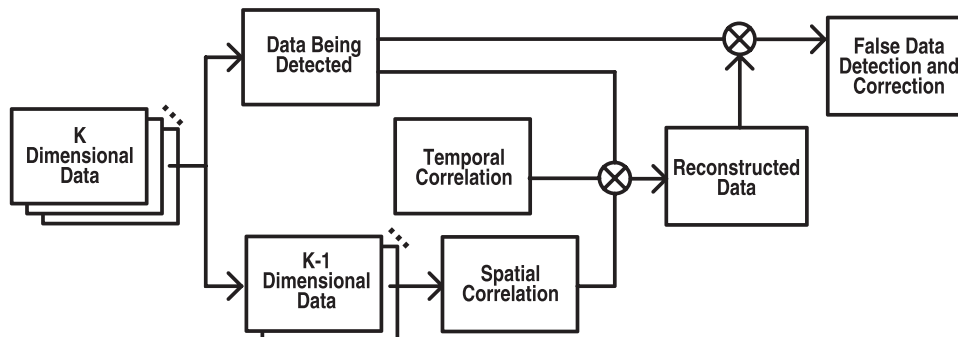 K
Dimensional
Data
Data Being
Detected
Temporal
Correlation
K-1
Dimensional
Data
Spatial
Correlation
Reconstructed
Data
False Data
Detection and
Correction